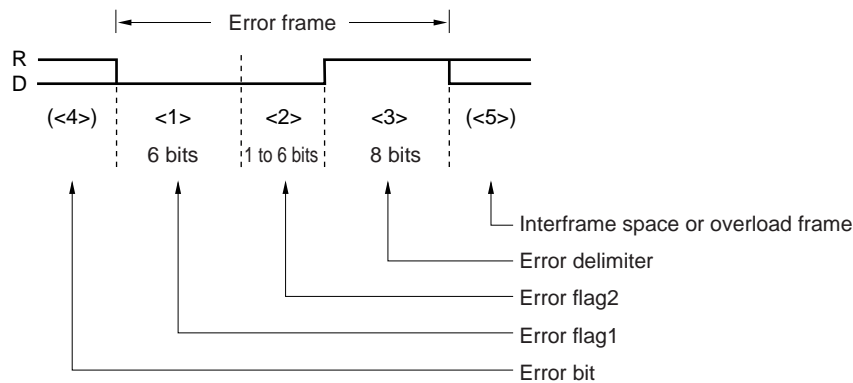 Error frame
R
D
(<4>) <1> <2> <3> (<5>)
6 bits 1 to 6 bits 8 bits
Interframe space or overload frame
Error delimiter
Error flag2
Error flag1
Error bit